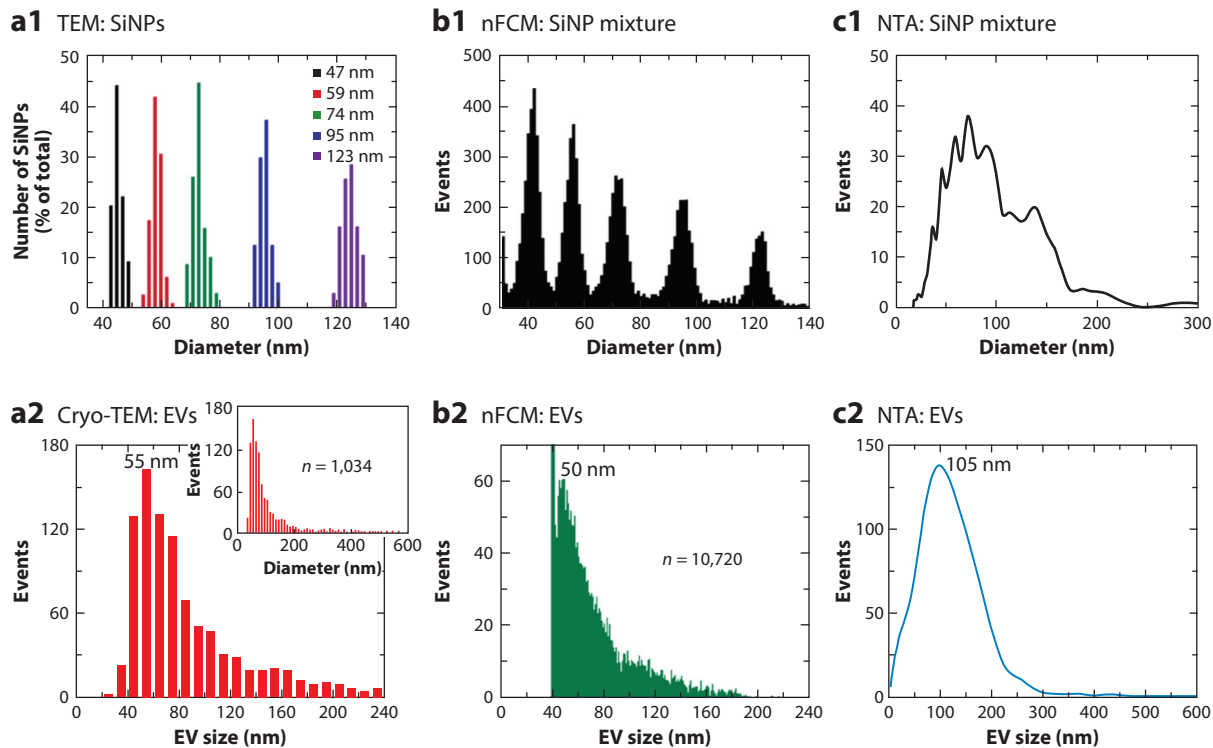 a1 TEM: SiNPs
50
40
30
20
10
0
Number of SiNPs
(% of total)
47 nm
59 nm
74 nm
95 nm
123 nm
40 60 80 100 120 140
Diameter (nm)
b1 nFCM: SiNP mixture
500
400
300
200
100
0
Events
40 60 80 100 120 140
Diameter (nm)
c1 NTA: SiNP mixture
50
40
30
20
10
0
Events
0 100 200 300
Diameter (nm)
a2 Cryo-TEM: EVs
180
120
60
0
Events
55 nm
0 40 80 120 160 200 240
EV size (nm)
180
120
60
0
Events
n = 1,034
0 200 400 600
Diameter (nm)
b2 nFCM: EVs
60
40
20
0
Events
50 nm
n = 10,720
0 40 80 120 160 200 240
EV size (nm)
c2 NTA: EVs
150
100
50
0
Events
105 nm
0 100 200 300 400 500 600
EV size (nm)